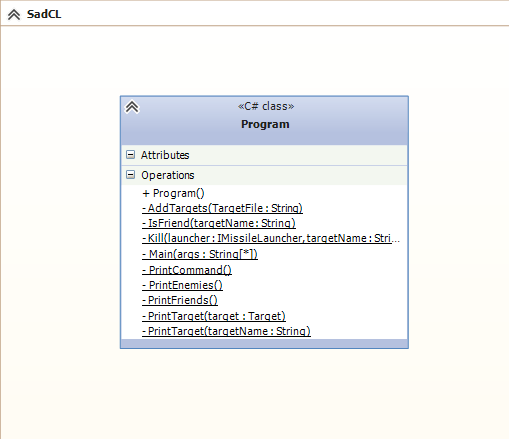 SadCL
«C# class»
Program
Attributes
Operations
+ Program()
- AddTargets(TargetFile : String)
- IsFriend(targetName: String)
- Kill(launcher : IMissileLauncher,targetName : Stri...
- Main(args : String[*])
- PrintCommand()
- PrintEnemies()
- PrintFriends()
- PrintTarget(target : Target)
- PrintTarget(targetName : String)